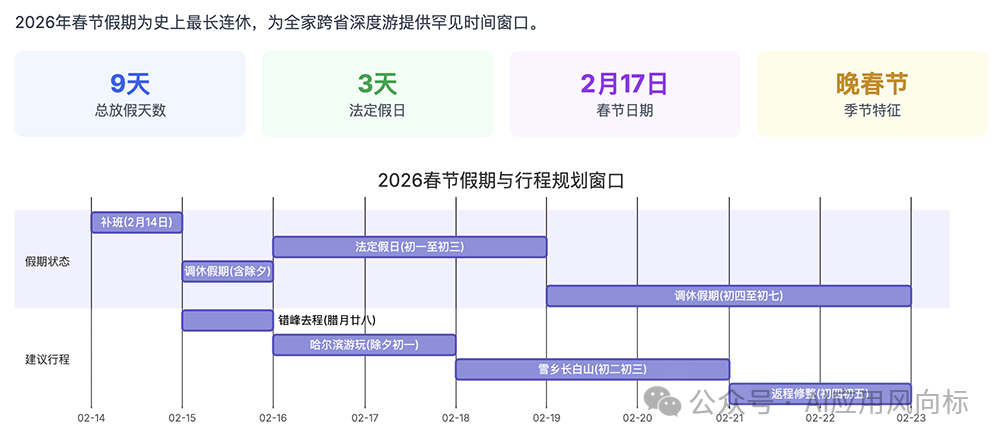 2026年春节假期为史上最长连休，为全家跨省深度游提供罕见时间窗口。
9天
总放假天数
3天
法定假日
2月17日
春节日期
晚春节
季节特征
2026春节假期与行程规划窗口
假期状态
补班(2月14日)
法定假日(初一至初三)
调休假期(含除夕)
调休假期(初四至初七)
建议行程
错峰去程(腊月廿八)
哈尔滨游玩(除夕初一)
雪乡长白山(初二初三)
返程修整(初四初五)
02-14 02-15 02-16 02-17 02-18 02-19 02-20 02-21 02-22 02-23
公众号 · AI应用风向标